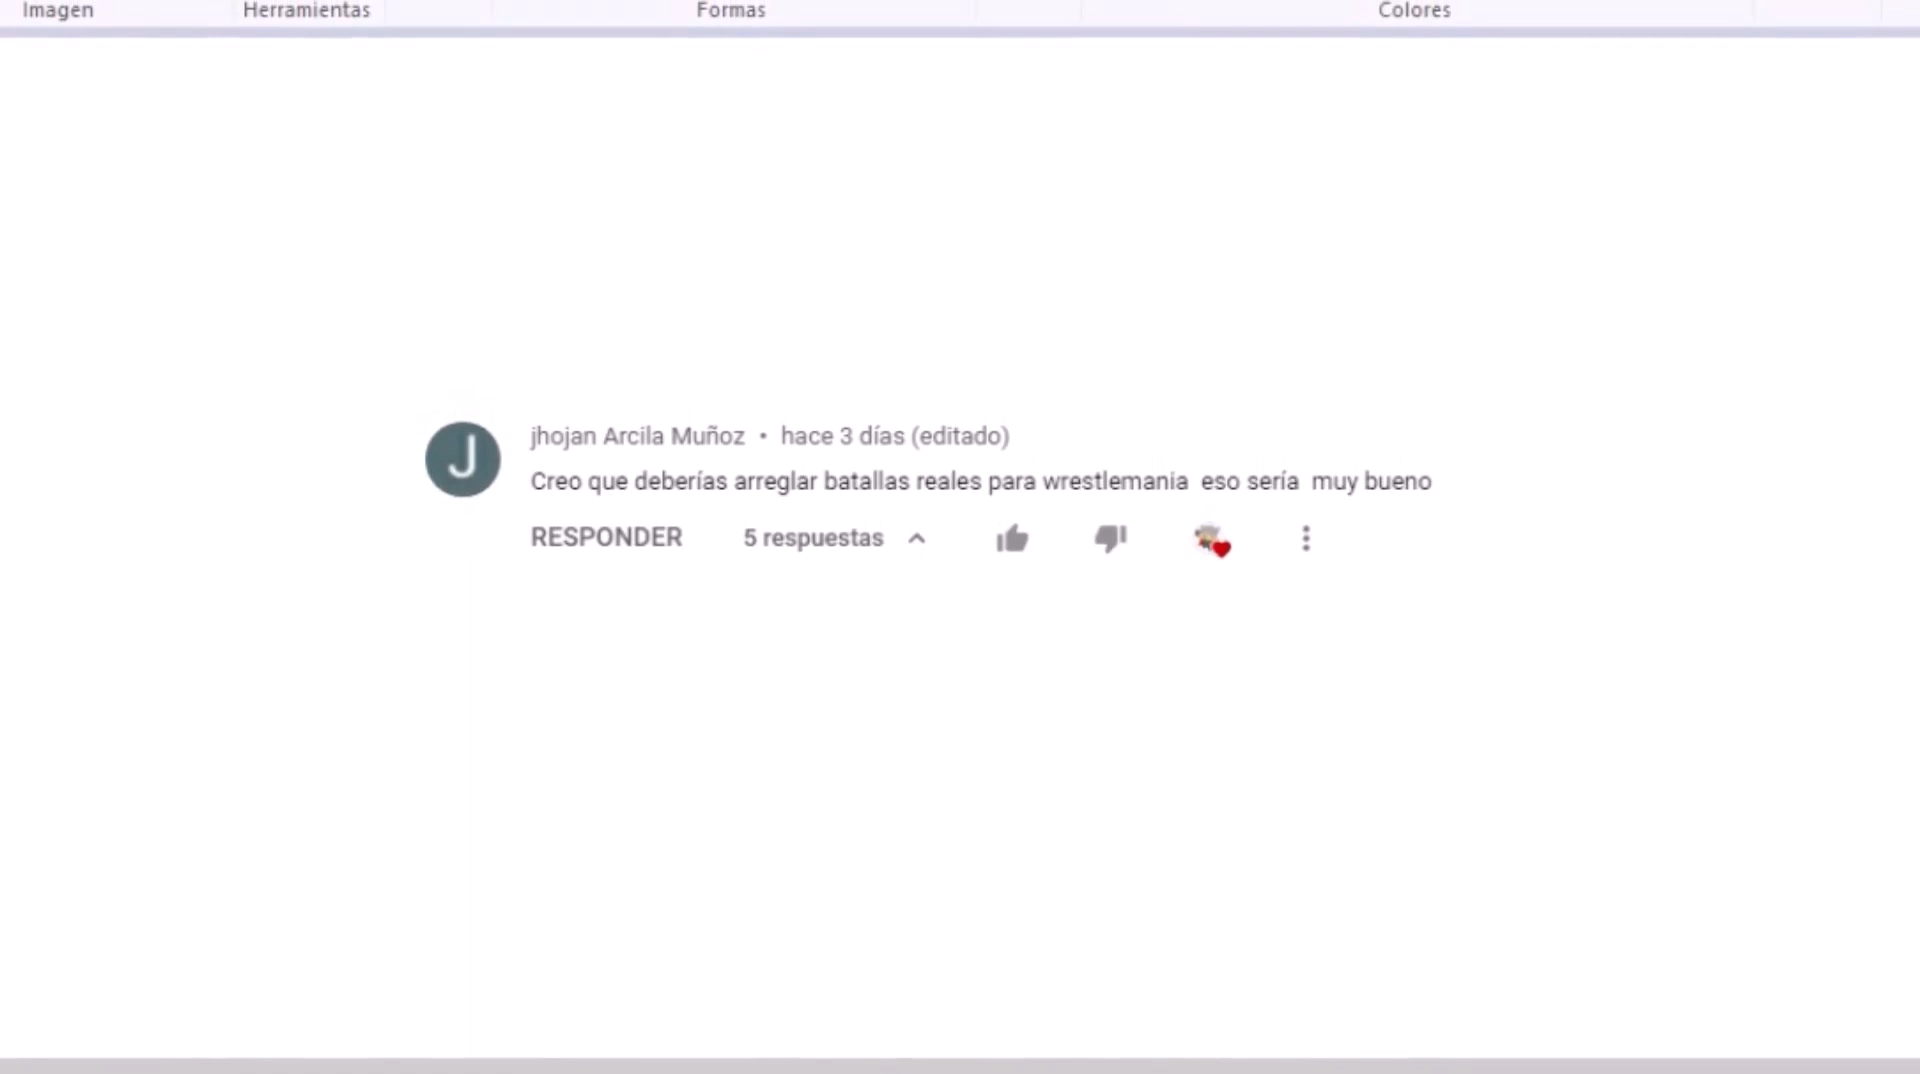 Imagen Herramientas Formas Colores
J
jhojan Arcila Muñoz • hace 3 días (editado)
Creo que deberías arreglar batallas reales para wrestlemania eso sería muy bueno
RESPONDER 5 respuestas